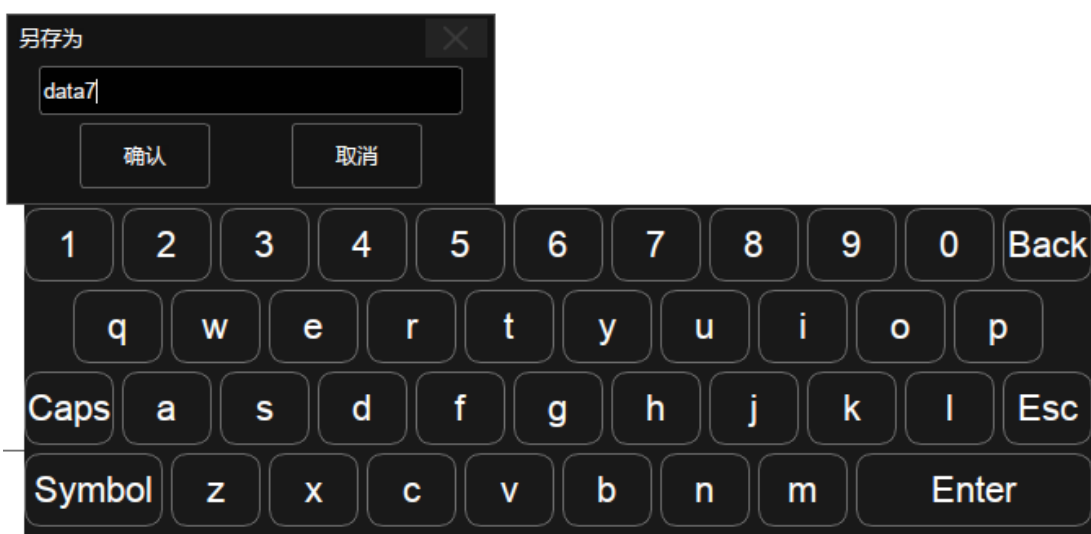 另存为
data7
确认 取消
1 2 3 4 5 6 7 8 9 0 Back
q w e r t y u i o p
Caps a s d f g h j k l Esc
Symbol z x c v b n m Enter